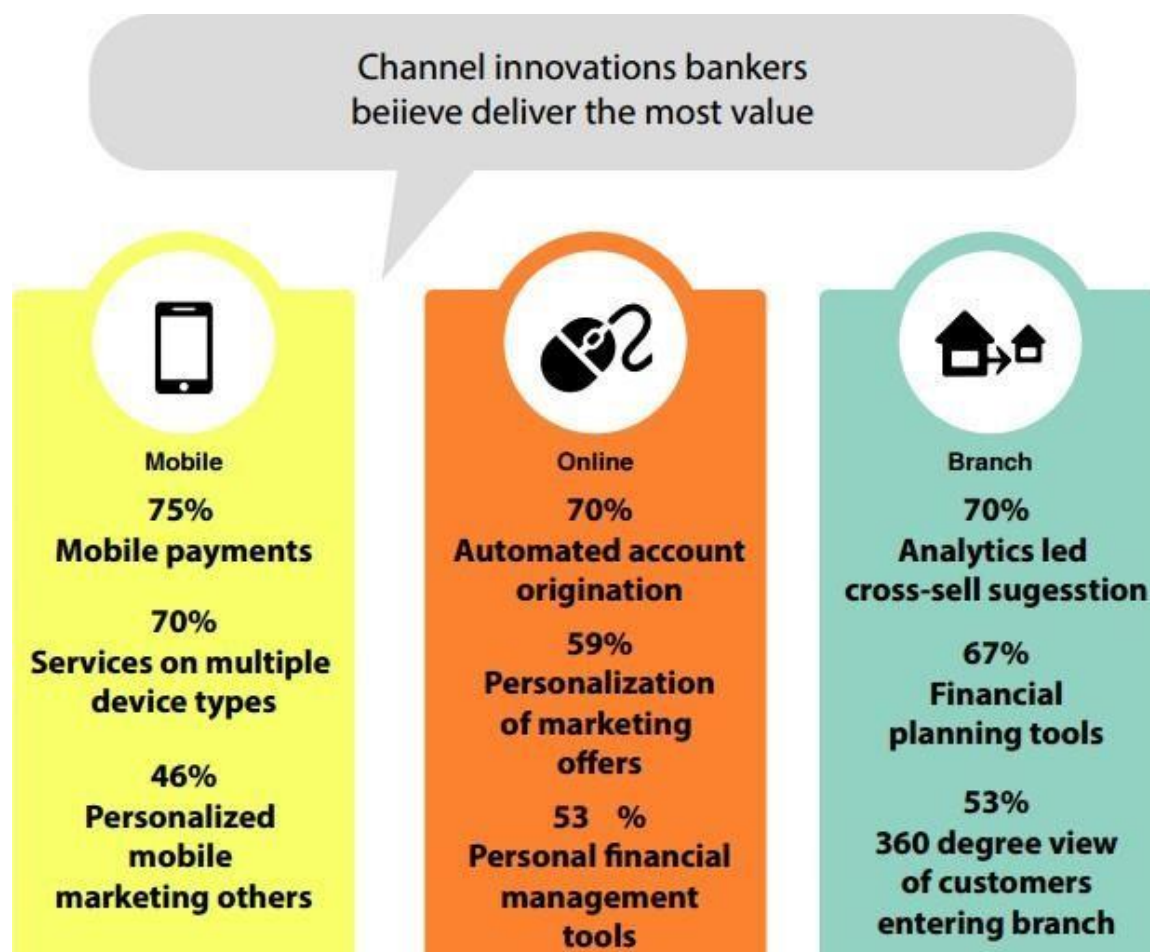 Channel innovations bankers
beiieve deliver the most value
Mobile
75%
Mobile payments
70%
Services on multiple
device types
46%
Personalized
mobile
marketing others
Online
70%
Automated account
origination
59%
Personalization
of marketing
offers
53 %
Personal financial
management
tools
Branch
70%
Analytics led
cross-sell sugesstion
67%
Financial
planning tools
53%
360 degree view
of customers
entering branch